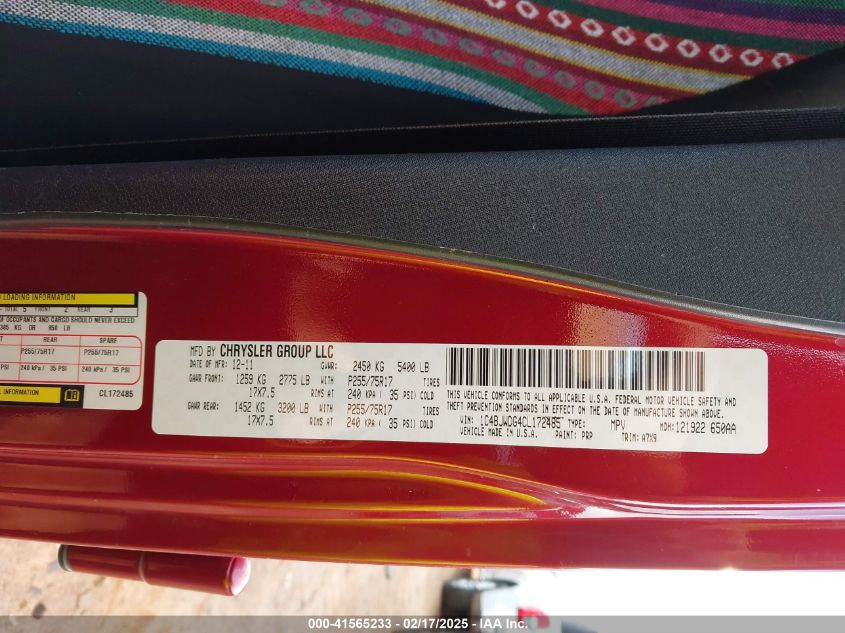 LOADING INFORMATION
TOTAL 5 FRONT 2 REAR 3
OF OCCUPANTS AND CARGO SHOULD NEVER EXCEED
385 KG OR 850 LB
REAR SPARE
P255/75R17 P255/75R17
240 kPa / 35 PSI 240 kPa / 35 PSI
INFORMATION
CL172485
MFD BY CHRYSLER GROUP LLC
DATE OF MFR: 12-11 GVWR: 2450 KG 5400 LB
GAWR FRONT: 1259 KG 2775 LB WITH P255/75R17 TIRES
17X7.5 RIMS AT 240 KPA ( 35 PSI) COLD
GAWR REAR: 1452 KG 3200 LB WITH P255/75R17 TIRES
17X7.5 RIMS AT 240 KPA ( 35 PSI) COLD
THIS VEHICLE CONFORMS TO ALL APPLICABLE U.S.A. FEDERAL MOTOR VEHICLE SAFETY AND
THEFT PREVENTION STANDARDS IN EFFECT ON THE DATE OF MANUFACTURE SHOWN ABOVE.
VIN: 1C4BJWDG4CL172485 TYPE: MPV MDH: 121922 650AA
VEHICLE MADE IN U.S.A. PAINT: PRP TRIM: A7X9
000-41565233 - 02/17/2025 - IAA Inc.